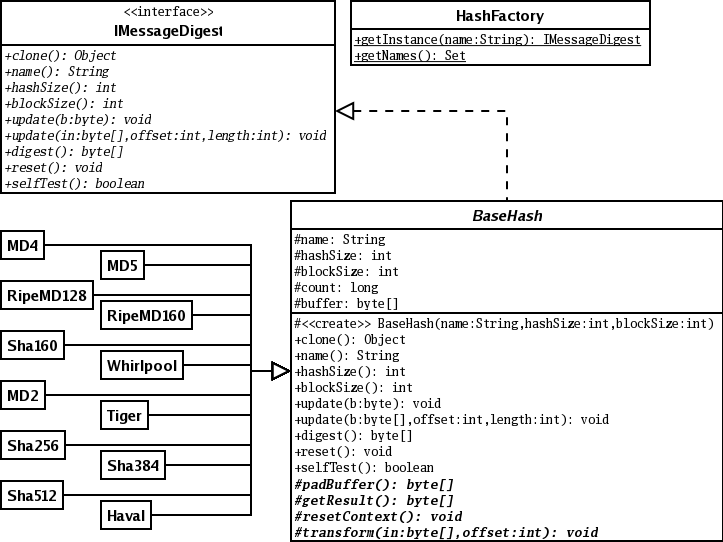 <<interface>>
IMessageDigest
+clone(): Object
+name(): String
+hashSize(): int
+blockSize(): int
+update(b:byte): void
+update(in:byte[],offset:int,length:int): void
+digest(): byte[]
+reset(): void
+selfTest(): boolean
HashFactory
+getInstance(name:String): IMessageDigest
+getNames(): Set
BaseHash
#name: String
#hashSize: int
#blockSize: int
#count: long
#buffer: byte[]
#<<create>> BaseHash(name:String,hashSize:int,blockSize:int)
+clone(): Object
+name(): String
+hashSize(): int
+blockSize(): int
+update(b:byte): void
+update(b:byte[],offset:int,length:int): void
+digest(): byte[]
+reset(): void
+selfTest(): boolean
#padBuffer(): byte[]
#getResult(): byte[]
#resetContext(): void
#transform(in:byte[],offset:int): void
MD4
MD5
RipeMD128
RipeMD160
Sha160
Whirlpool
MD2
Tiger
Sha256
Sha384
Sha512
Haval